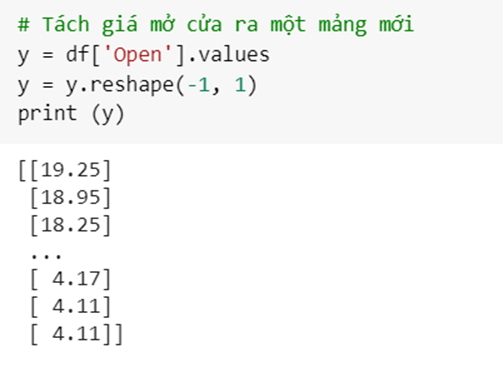 # Tách giá mở cửa ra một mảng mới
y = df['Open'].values
y = y.reshape(-1, 1)
print (y)
[[19.25]
 [18.95]
 [18.25]
 ...
 [ 4.17]
 [ 4.11]
 [ 4.11]]